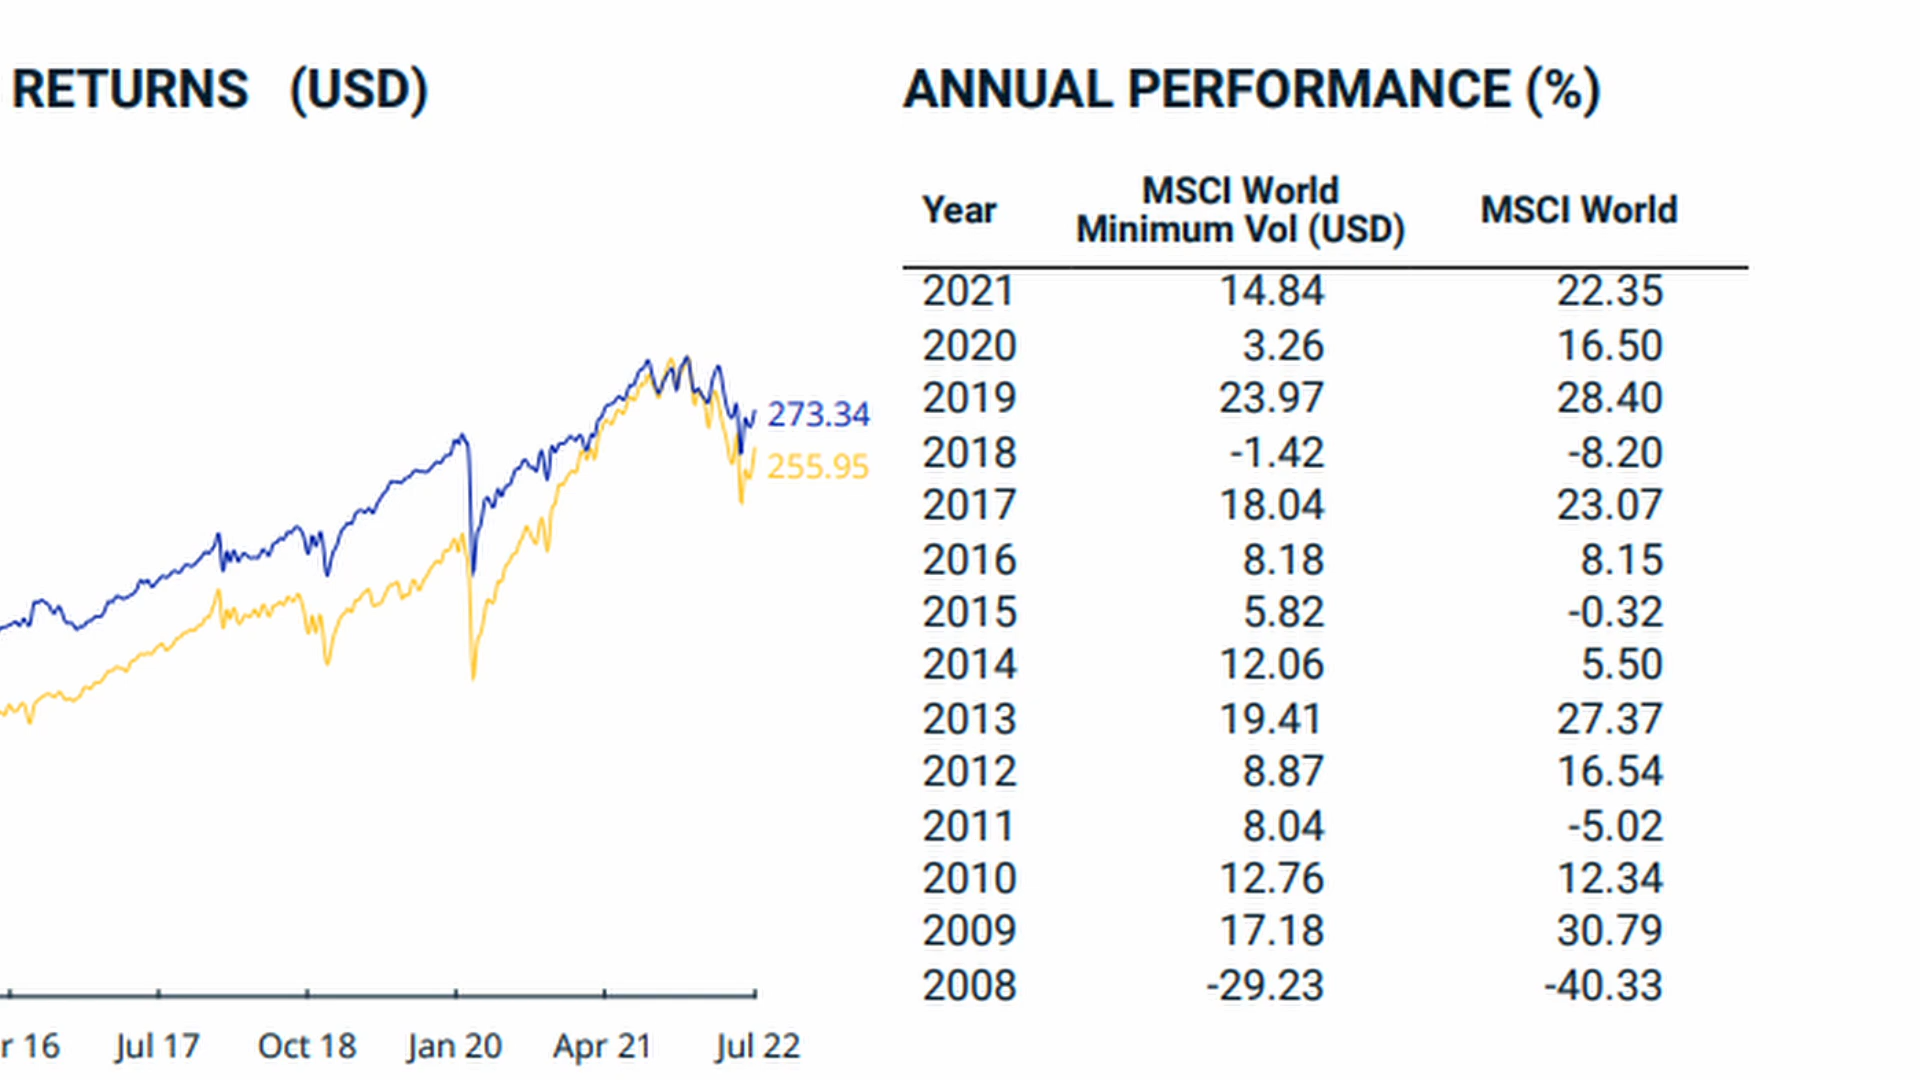 RETURNS (USD)
273.34
255.95
r 16 Jul 17 Oct 18 Jan 20 Apr 21 Jul 22
ANNUAL PERFORMANCE (%)
Year MSCI World Minimum Vol (USD) MSCI World
2021 14.84 22.35
2020 3.26 16.50
2019 23.97 28.40
2018 -1.42 -8.20
2017 18.04 23.07
2016 8.18 8.15
2015 5.82 -0.32
2014 12.06 5.50
2013 19.41 27.37
2012 8.87 16.54
2011 8.04 -5.02
2010 12.76 12.34
2009 17.18 30.79
2008 -29.23 -40.33